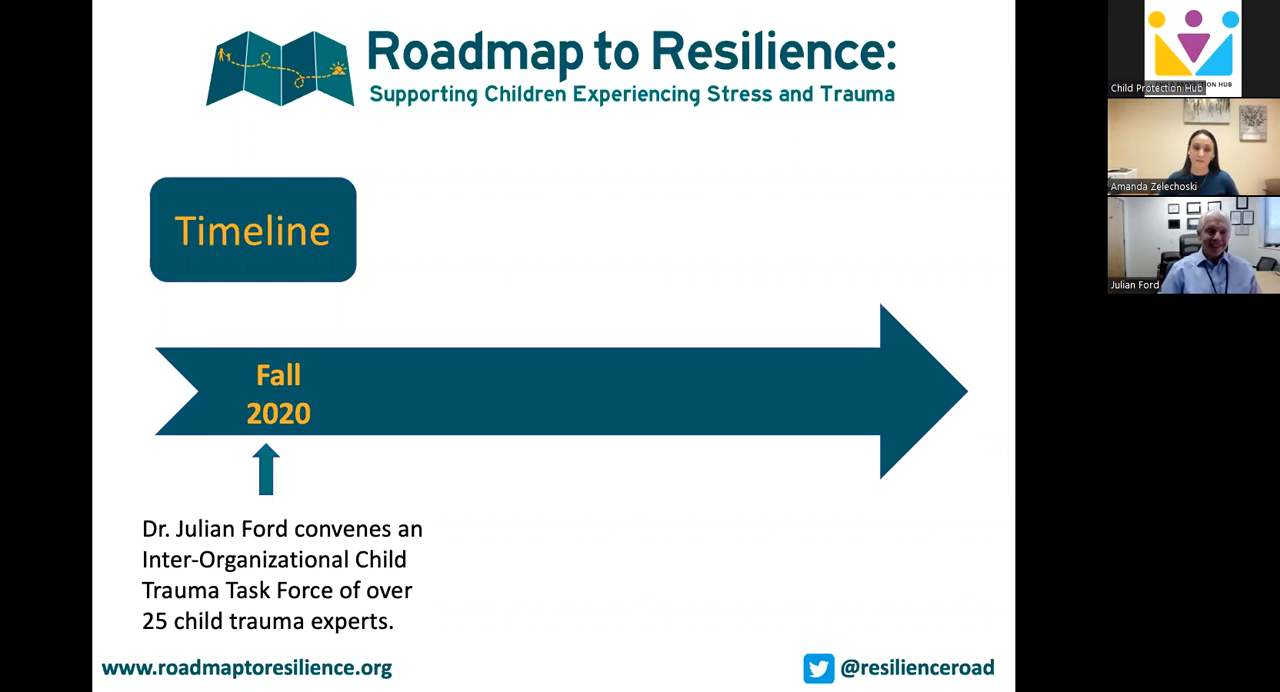 Roadmap to Resilience:
Supporting Children Experiencing Stress and Trauma
Timeline
Fall
2020
Dr. Julian Ford convenes an
Inter-Organizational Child
Trauma Task Force of over
25 child trauma experts.
www.roadmaptoresilience.org
@resilienceroad
Child Protection Hub
HUB
Amanda Zelechoski
Julian Ford